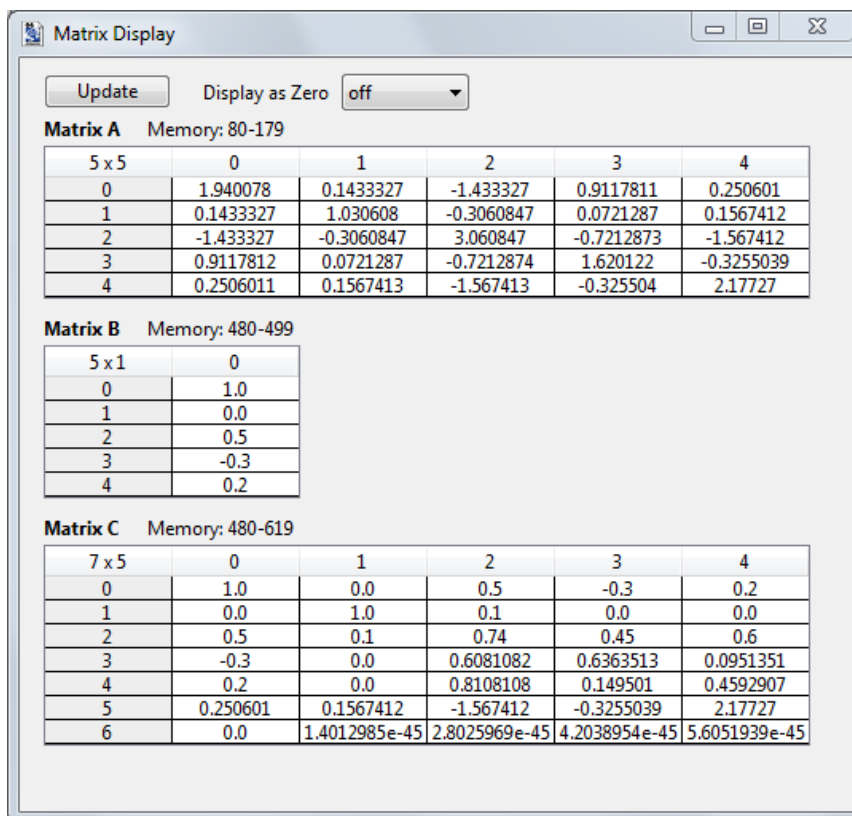 Matrix Display
Update Display as Zero off
Matrix A Memory: 80-179
5 x 5 0 1 2 3 4
0 1.940078 0.1433327 -1.433327 0.9117811 0.250601
1 0.1433327 1.030608 -0.3060847 0.0721287 0.1567412
2 -1.433327 -0.3060847 3.060847 -0.7212873 -1.567412
3 0.9117812 0.0721287 -0.7212874 1.620122 -0.3255039
4 0.2506011 0.1567413 -1.567413 -0.325504 2.17727
Matrix B Memory: 480-499
5 x 1 0
0 1.0
1 0.0
2 0.5
3 -0.3
4 0.2
Matrix C Memory: 480-619
7 x 5 0 1 2 3 4
0 1.0 0.0 0.5 -0.3 0.2
1 0.0 1.0 0.1 0.0 0.0
2 0.5 0.1 0.74 0.45 0.6
3 -0.3 0.0 0.6081082 0.6363513 0.0951351
4 0.2 0.0 0.8108108 0.149501 0.4592907
5 0.250601 0.1567412 -1.567412 -0.3255039 2.17727
6 0.0 1.4012985e-45 2.8025969e-45 4.2038954e-45 5.6051939e-45